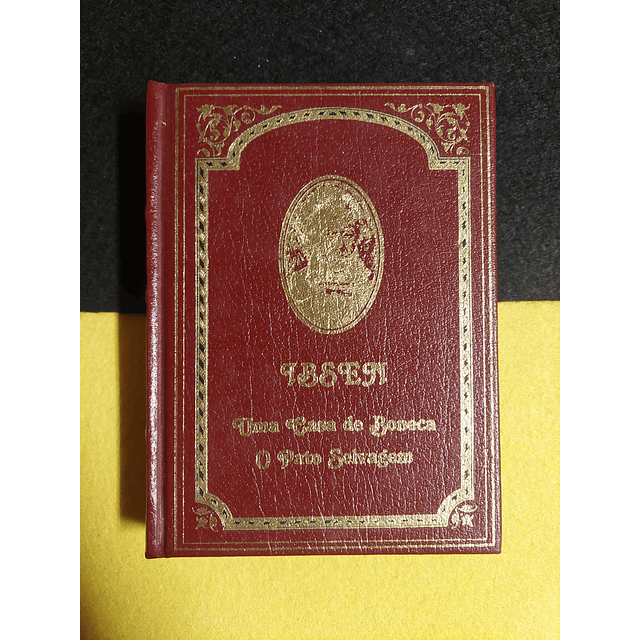 IBSEN
Uma Casa de Boneca
O Pato Selvagem